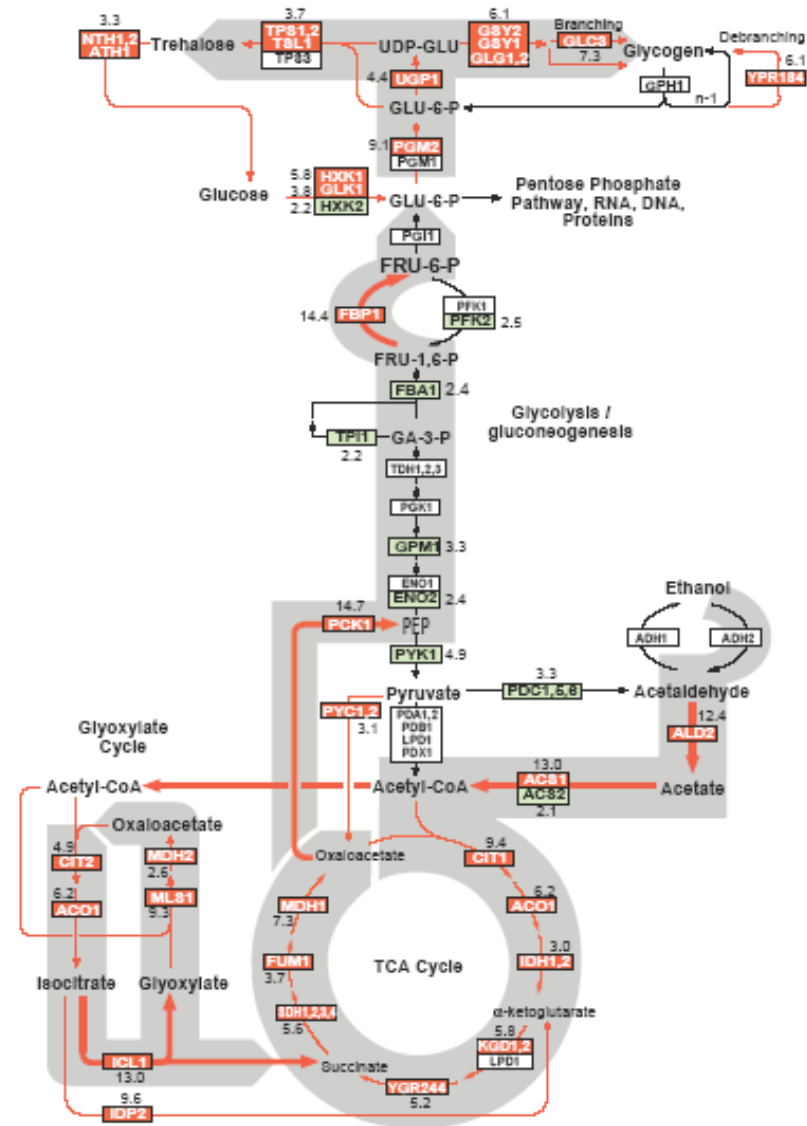 3.3
NTH1,2
ATH1
Trehalose
3.7
TPS1,2
TSL1
TPS3
UDP-GLU
6.1
GSY2
GSY1
GLG1,2
Branching
GLC3
7.3
Glycogen
Debranching
6.1
YPR184
GPH1
n-1
4.4
UGP1
GLU-6-P
9.1
PGM2
PGM1
Glucose
5.8
HXK1
3.8
GLK1
2.2
HXK2
GLU-6-P
Pentose Phosphate
Pathway, RNA, DNA,
Proteins
PGI1
FRU-6-P
14.4
FBP1
PFK1
PFK2
2.5
FRU-1,6-P
FBA1
2.4
TPI1
2.2
GA-3-P
Glycolysis /
gluconeogenesis
TDH1,2,3
PGK1
GPM1
3.3
ENO1
ENO2
2.4
14.7
PCK1
PEP
PYK1
4.9
Ethanol
ADH1
ADH2
Pyruvate
3.3
PDC1,5,6
Acetaldehyde
PYC1,2
3.1
PDA1,2
PDB1
LPD1
PDX1
12.4
ALD2
Glyoxylate
Cycle
Acetyl-CoA
Acetyl-CoA
13.0
ACS1
ACS2
2.1
Acetate
Oxaloacetate
4.9
CIT2
MDH2
2.6
6.2
ACO1
MLS1
9.3
Isocitrate
Glyoxylate
ICL1
13.0
9.6
IDP2
Oxaloacetate
9.4
CIT1
6.2
ACO1
3.0
IDH1,2
TCA Cycle
MDH1
7.3
FUM1
3.7
SDH1,2,3,4
5.6
α-ketoglutarate
5.8
KGD1,2
LPD1
Succinate
YGR244
5.2